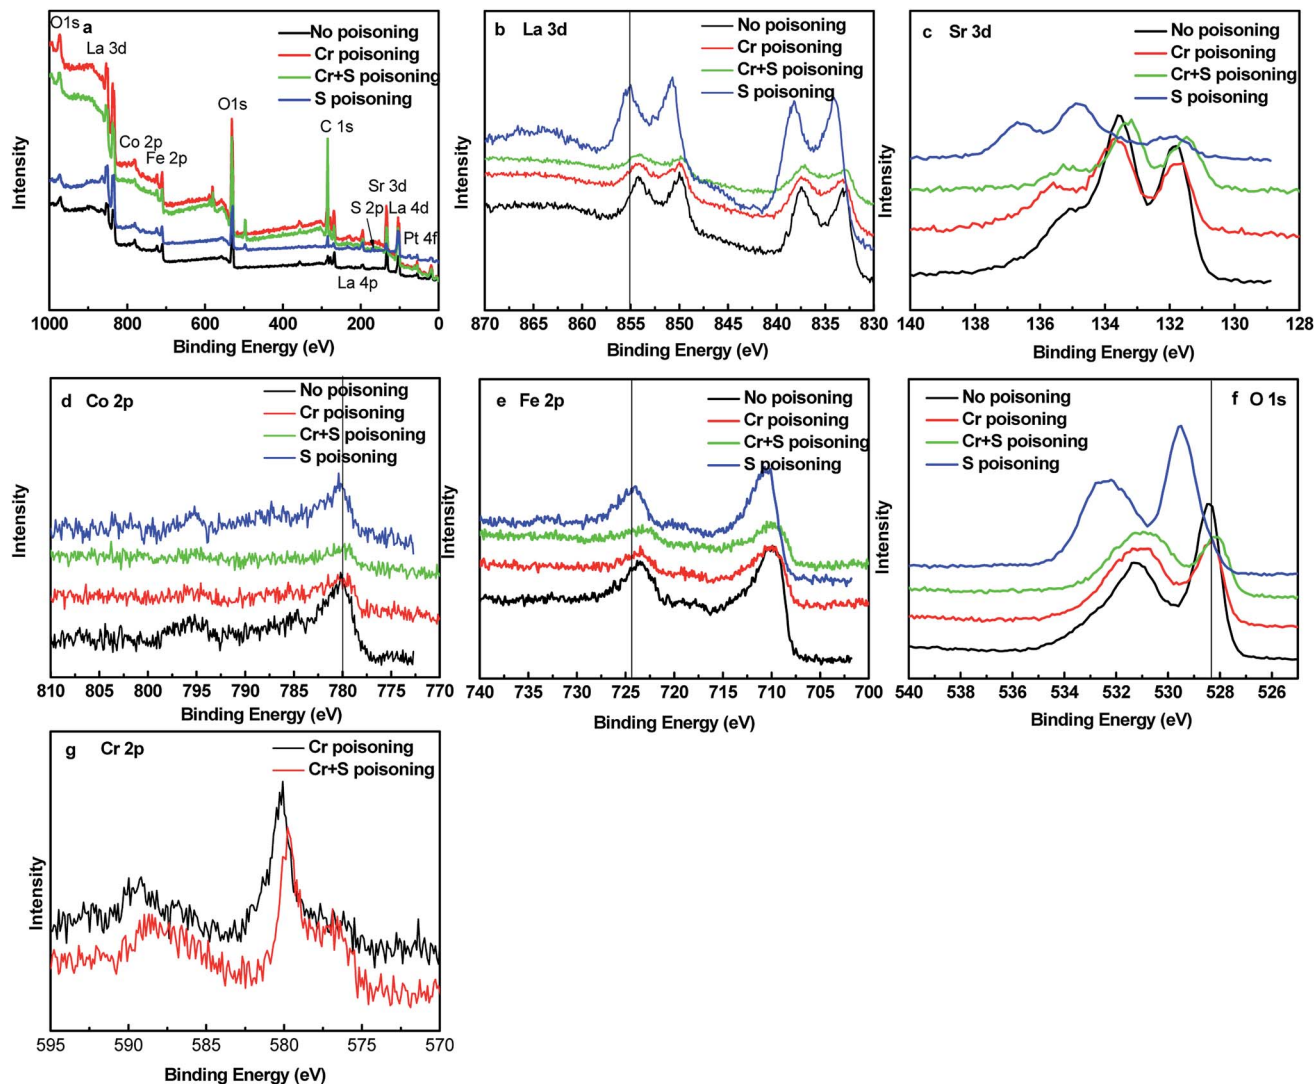 a
O1s
La 3d
No poisoning
Cr poisoning
Cr+S poisoning
S poisoning
O1s
C 1s
Co 2p
Fe 2p
Sr 3d
S 2p
La 4d
Pt 4f
La 4p
Intensity
1000 800 600 400 200 0
Binding Energy (eV)
b La 3d
No poisoning
Cr poisoning
Cr+S poisoning
S poisoning
Intensity
870 865 860 855 850 845 840 835 830
Binding Energy (eV)
c Sr 3d
No poisoning
Cr poisoning
Cr+S poisoning
S poisoning
Intensity
140 138 136 134 132 130 128
Binding Energy (eV)
d Co 2p
No poisoning
Cr poisoning
Cr+S poisoning
S poisoning
Intensity
810 805 800 795 790 785 780 775 770
Binding Energy (eV)
e Fe 2p
No poisoning
Cr poisoning
Cr+S poisoning
S poisoning
Intensity
740 735 730 725 720 715 710 705 700
Binding Energy (eV)
f O 1s
No poisoning
Cr poisoning
Cr+S poisoning
S poisoning
Intensity
540 538 536 534 532 530 528 526
Binding Energy (eV)
g Cr 2p
Cr poisoning
Cr+S poisoning
Intensity
595 590 585 580 575 570
Binding Energy (eV)